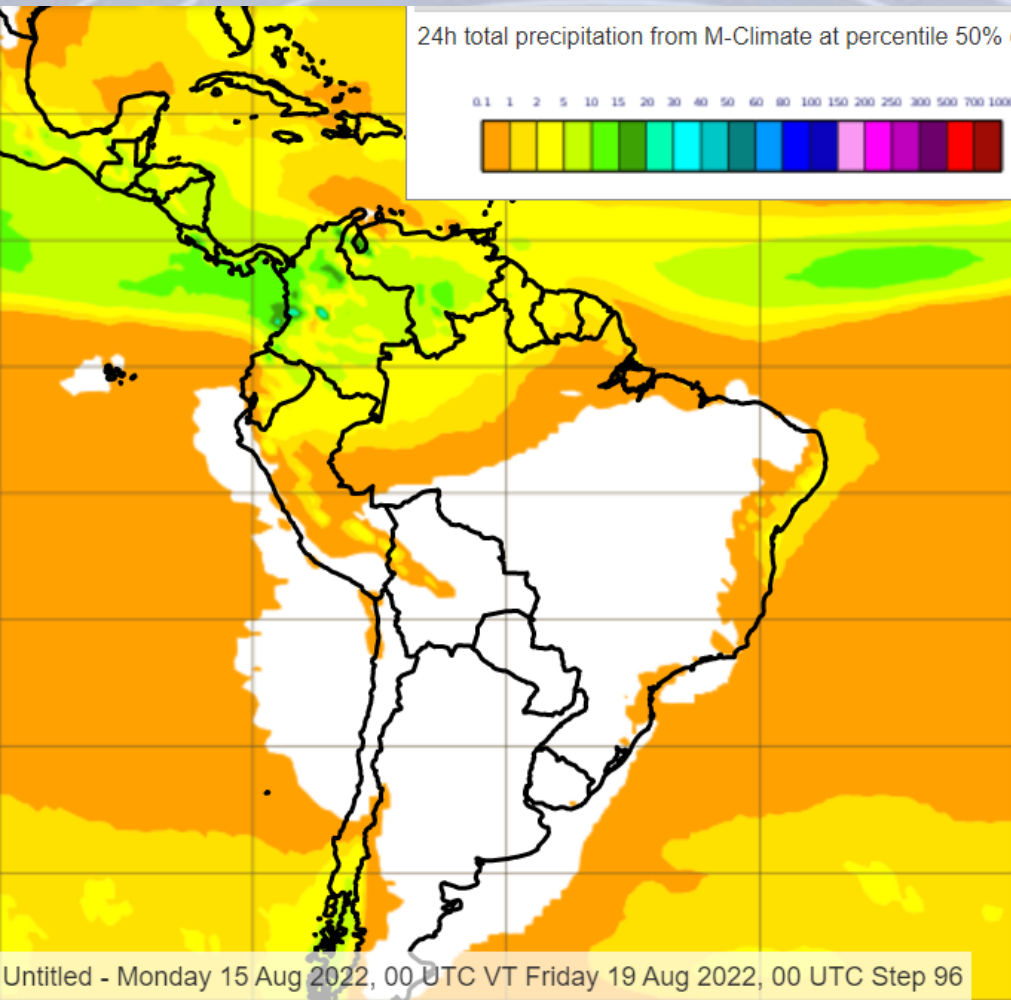 24h total precipitation from M-Climate at percentile 50%
0.1 1 2 5 10 15 20 30 40 50 60 80 100 150 200 250 300 500 700 1000
Untitled - Monday 15 Aug 2022, 00 UTC VT Friday 19 Aug 2022, 00 UTC Step 96